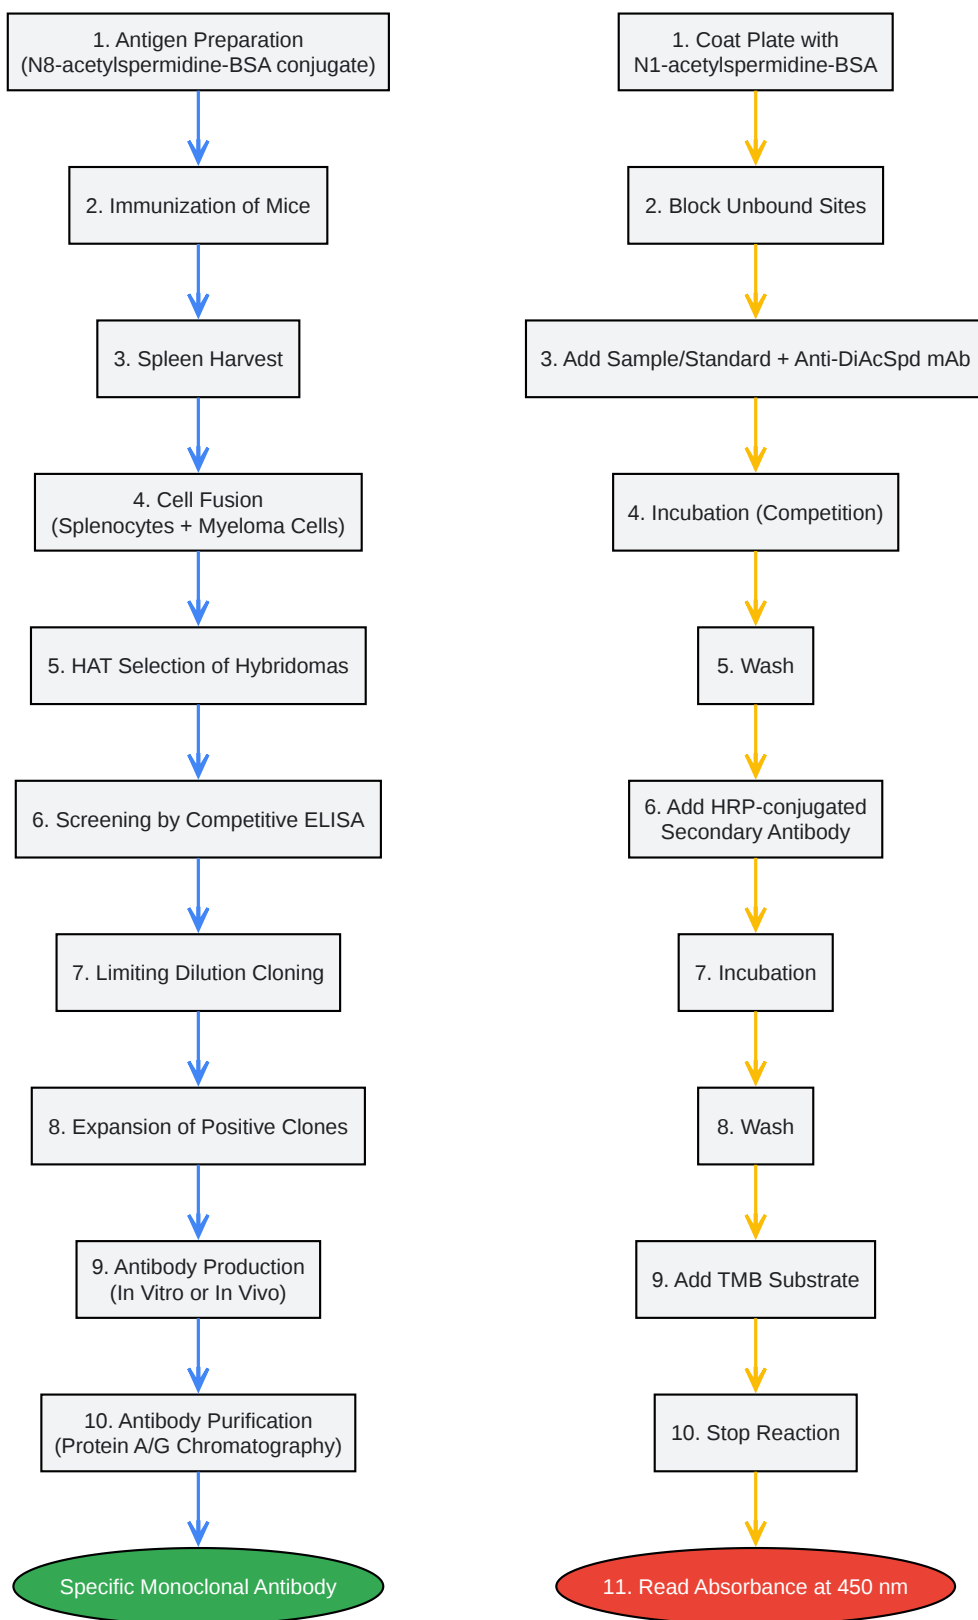 1. Antigen Preparation
(N8-acetylspermidine-BSA conjugate)
2. Immunization of Mice
3. Spleen Harvest
4. Cell Fusion
(Splenocytes + Myeloma Cells)
5. HAT Selection of Hybridomas
6. Screening by Competitive ELISA
7. Limiting Dilution Cloning
8. Expansion of Positive Clones
9. Antibody Production
(In Vitro or In Vivo)
10. Antibody Purification
(Protein A/G Chromatography)
Specific Monoclonal Antibody
1. Coat Plate with
N1-acetylspermidine-BSA
2. Block Unbound Sites
3. Add Sample/Standard + Anti-DiAcSpd mAb
4. Incubation (Competition)
5. Wash
6. Add HRP-conjugated
Secondary Antibody
7. Incubation
8. Wash
9. Add TMB Substrate
10. Stop Reaction
11. Read Absorbance at 450 nm